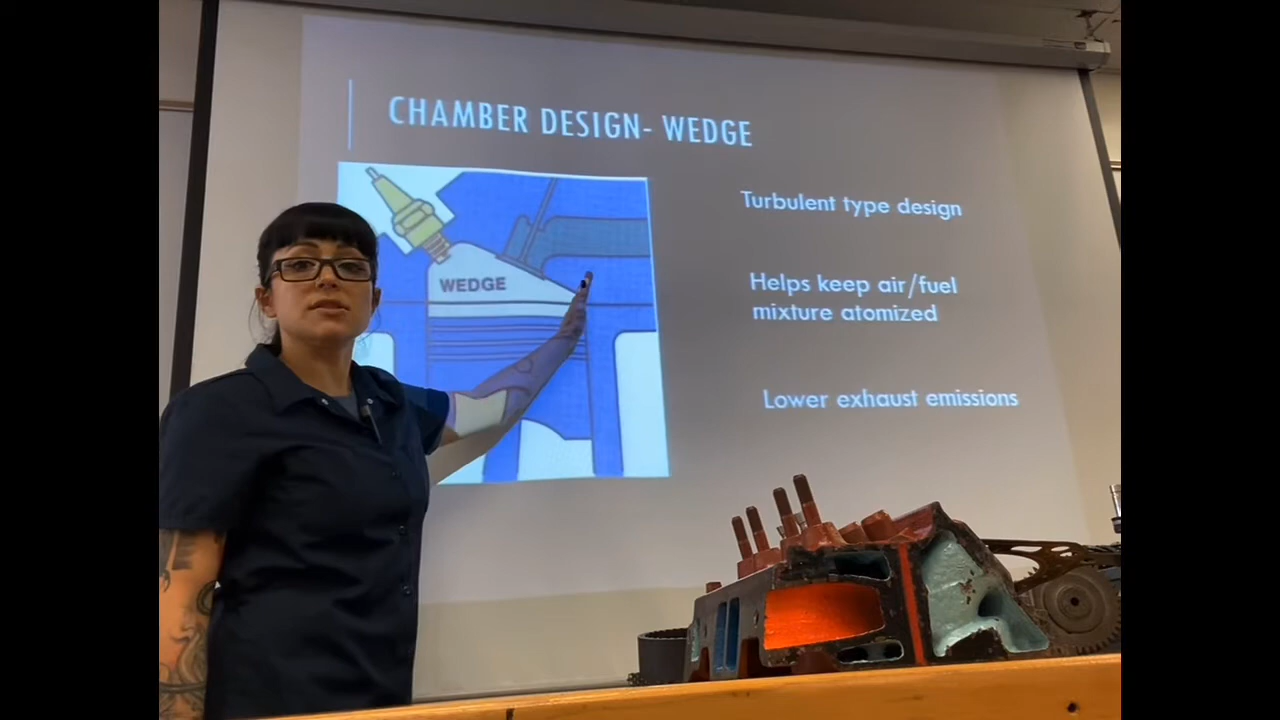 CHAMBER DESIGN- WEDGE
WEDGE
Turbulent type design
Helps keep air/fuel
mixture atomized
Lower exhaust emissions